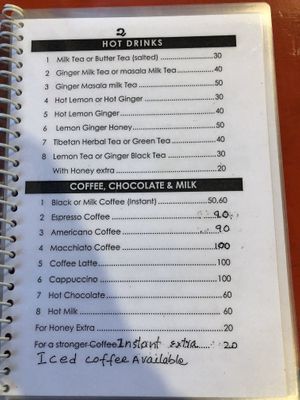 2
HOT DRINKS
1 Milk Tea or Butter Tea (salted) 30
2 Ginger Milk Tea or masala Milk Tea 40
3 Ginger Masala milk Tea 50
4 Hot Lemon or Hot Ginger 30
5 Hot Lemon Ginger 40
6 Lemon Ginger Honey 50
7 Tibetan Herbal Tea or Green Tea 40
8 Lemon Tea or Ginger Black Tea 30
With Honey extra 20
COFFEE, CHOCOLATE & MILK
1 Black or Milk Coffee (Instant) 50,60
2 Espresso Coffee 90
3 Americano Coffee 90
4 Macchiato Coffee 100
5 Coffee Latte 100
6 Cappuccino 100
7 Hot Chocolate 60
8 Hot Milk 60
For Honey Extra 20
For a stronger Coffee Instant extra 20
Iced coffee Available